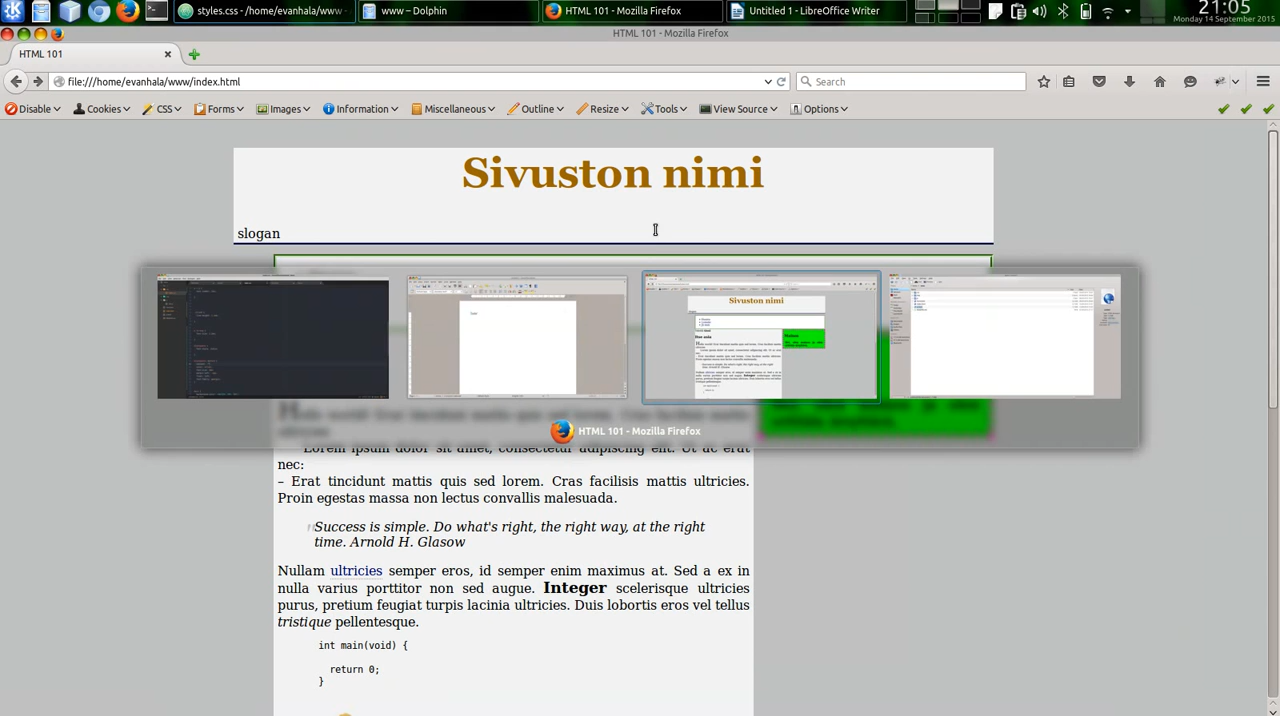 styles.css - /home/evanhala/www
www – Dolphin
HTML 101 - Mozilla Firefox
Untitled 1 - LibreOffice Writer
21:05
Monday 14 September 2015
HTML 101 - Mozilla Firefox
HTML 101
file:///home/evanhala/www/index.html
Search
Disable
Cookies
CSS
Forms
Images
Information
Miscellaneous
Outline
Resize
Tools
View Source
Options
Sivuston nimi
slogan
HTML 101 - Mozilla Firefox
Lorem ipsum dolor sit amet, consectetur adipiscing elit. Ut ac erat
nec:
– Erat tincidunt mattis quis sed lorem. Cras facilisis mattis ultricies.
Proin egestas massa non lectus convallis malesuada.
Success is simple. Do what's right, the right way, at the right
time. Arnold H. Glasow
Nullam ultricies semper eros, id semper enim maximus at. Sed a ex in
nulla varius porttitor non sed augue. Integer scelerisque ultricies
purus, pretium feugiat turpis lacinia ultricies. Duis lobortis eros vel tellus
tristique pellentesque.
int main(void) {
return 0;
}